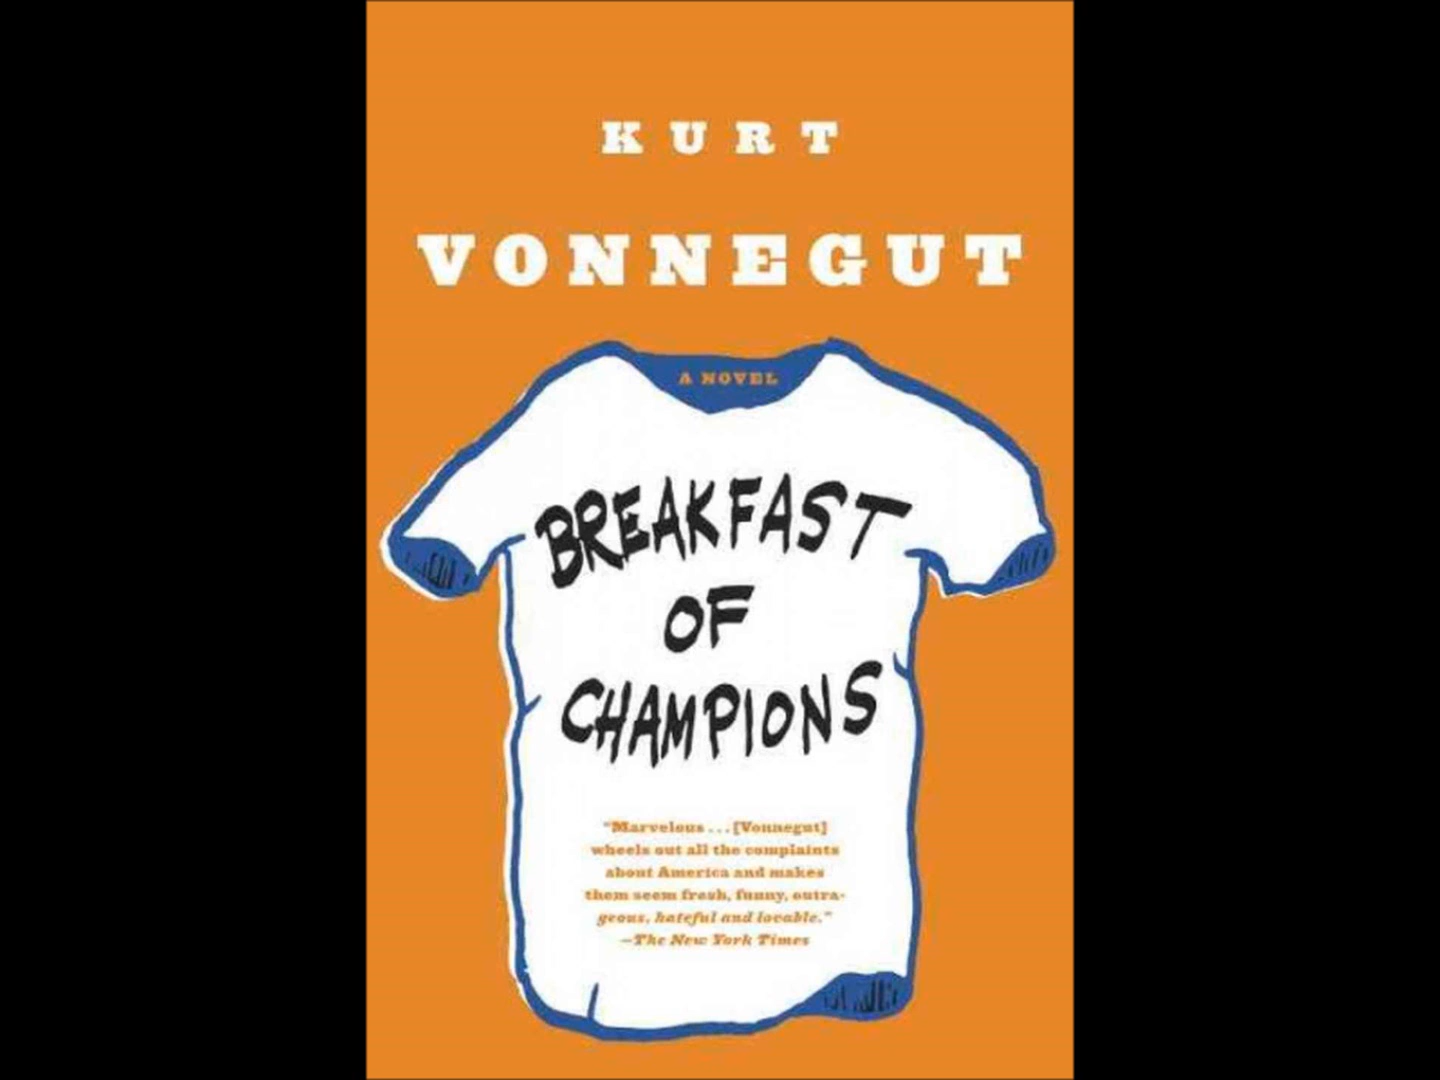 KURT
VONNEGUT
A NOVEL
BREAKFAST
OF
CHAMPIONS
"Marvelous . . . [Vonnegut]
wheels out all the complaints
about America and makes
them seem fresh, funny, outra-
geous, hateful and lovable."
—The New York Times